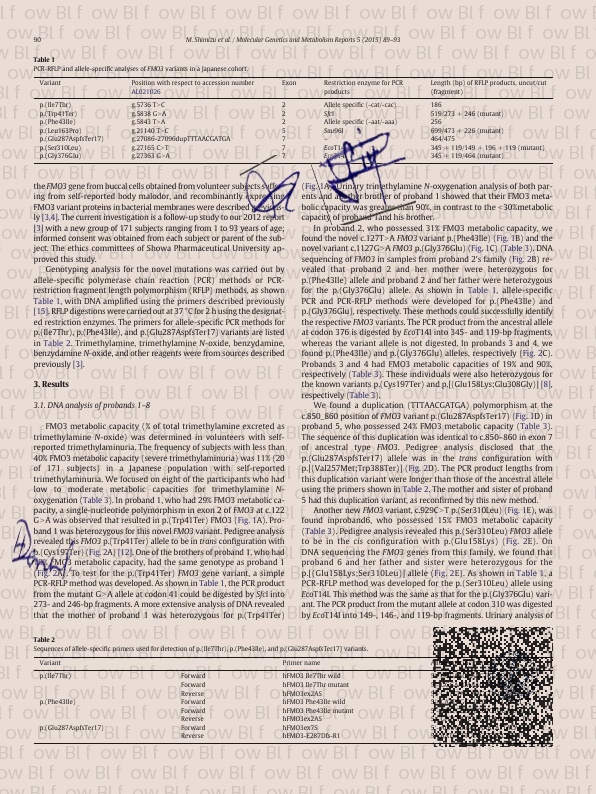 90
M. Shimizu et al. / Molecular Genetics and Metabolism Reports 5 (2015) 89–93
Table 1
PCR-RFLP and allele-specific analyses of FMO3 variants in a Japanese cohort.
Variant Position with respect to accession number Exon Restriction enzyme for PCR Length (bp) of RFLP products, uncut/cut
AL021026 products (fragment)
p.(Ile7Thr) g.5736 T>C 2 Allele specific (-cat/-cac) 186
p.(Trp41Ter) g.5838 G>A 2 SfcI 519/273 + 246 (mutant)
p.(Phe43Ile) g.5843 T>A 2 Allele specific (-aat/-aaa) 256
p.(Leu163Pro) g.21140 T>C 5 Sau96I 699/473 + 226 (mutant)
p.(Glu287AspfsTer17) g.27086-27096dupTTTAACGATGA 7 464/475
p.(Ser310Leu) g.27165 C>T 7 EcoT14I 345 + 119/149 + 196 + 119 (mutant)
p.(Gly376Glu) g.27363 G>A 7 345 + 119/464 (mutant)
the FMO3 gene from buccal cells obtained from volunteer subjects suffer-
ing from self-reported body malodor, and recombinantly expressing
FMO3 variant proteins in bacterial membranes were described previous-
ly [3,4]. The current investigation is a follow-up study to our 2012 report
[3] with a new group of 171 subjects ranging from 1 to 93 years of age;
informed consent was obtained from each subject or parent of the sub-
ject. The ethics committees of Showa Pharmaceutical University ap-
proved this study.
Genotyping analysis for the novel mutations was carried out by
allele-specific polymerase chain reaction (PCR) methods or PCR-
restriction fragment length polymorphism (RFLP) methods, as shown
Table 1, with DNA amplified using the primers described previously
[15]. RFLP digestions were carried out at 37 °C for 2 h using the designat-
ed restriction enzymes. The primers for allele-specific PCR methods for
p.(Ile7Thr), p.(Phe43Ile), and p.(Glu287AspfsTer17) variants are listed
in Table 2. Trimethylamine, trimethylamine N-oxide, benzydamine,
benzydamine N-oxide, and other reagents were from sources described
previously [3].
3. Results
3.1. DNA analysis of probands 1–8
FMO3 metabolic capacity (% of total trimethylamine excreted as
trimethylamine N-oxide) was determined in volunteers with self-
reported trimethylaminuria. The frequency of subjects with less than
40% FMO3 metabolic capacity (severe trimethylaminuria) was 11% (20
of 171 subjects) in a Japanese population with self-reported
trimethylaminuria. We focused on eight of the participants who had
low to moderate metabolic capacities for trimethylamine N-
oxygenation (Table 3). In proband 1, who had 29% FMO3 metabolic ca-
pacity, a single-nucleotide polymorphism in exon 2 of FMO3 at c.122
G>A was observed that resulted in p.(Trp41Ter) FMO3 (Fig. 1A). Pro-
band 1 was heterozygous for this novel FMO3 variant. Pedigree analysis
revealed this FMO3 p.(Trp41Ter) allele to be in trans configuration with
p.(Cys197Ter) (Fig. 2A) [12]. One of the brothers of proband 1, who had
FMO3 metabolic capacity, had the same genotype as proband 1
(Fig. 2A). To test for the p.(Trp41Ter) FMO3 gene variant, a simple
PCR-RFLP method was developed. As shown in Table 1, the PCR product
from the mutant G>A allele at codon 41 could be digested by SfcI into
273- and 246-bp fragments. A more extensive analysis of DNA revealed
that the mother of proband 1 was heterozygous for p.(Trp41Ter)
(Fig. 1A). Urinary trimethylamine N-oxygenation analysis of both par-
ents and another brother of proband 1 showed that their FMO3 meta-
bolic capacity was greater than 90%, in contrast to the <30% metabolic
capacity of proband 1 and his brother.
In proband 2, who possessed 31% FMO3 metabolic capacity, we
found the novel c.127T>A FMO3 variant p.(Phe43Ile) (Fig. 1B) and the
novel variant c.1127G>A FMO3 p.(Gly376Glu) (Fig. 1C) (Table 3). DNA
sequencing of FMO3 in samples from proband 2's family (Fig. 2B) re-
vealed that proband 2 and her mother were heterozygous for
p.(Phe43Ile) allele and proband 2 and her father were heterozygous
for the p.(Gly376Glu) allele. As shown in Table 1, allele-specific
PCR and PCR-RFLP methods were developed for p.(Phe43Ile) and
p.(Gly376Glu), respectively. These methods could successfully identify
the respective FMO3 variants. The PCR product from the ancestral allele
at codon 376 is digested by EcoT14I into 345- and 119-bp fragments,
whereas the variant allele is not digested. In probands 3 and 4, we
found p.(Phe43Ile) and p.(Gly376Glu) alleles, respectively (Fig. 2C).
Probands 3 and 4 had FMO3 metabolic capacities of 19% and 90%,
respectively (Table 3). These individuals were also heterozygous for
the known variants p.(Cys197Ter) and p.[(Glu158Lys;Glu308Gly)] [8],
respectively (Table 3).
We found a duplication (TTTAACGATGA) polymorphism at the
c.850_860 position of FMO3 variant p.(Glu287AspfsTer17) (Fig. 1D) in
proband 5, who possessed 24% FMO3 metabolic capacity (Table 3).
The sequence of this duplication was identical to c.850–860 in exon 7
of ancestral type FMO3. Pedigree analysis disclosed that the
p.(Glu287AspfsTer17) allele was in the trans configuration with
p.[(Val257Met;Trp388Ter)] (Fig. 2D). The PCR product lengths from
this duplication variant were longer than those of the ancestral allele
using the primers shown in Table 2. The mother and sister of proband
5 had this duplication variant, as reconfirmed by this new method.
Another new FMO3 variant, c.929C>T p.(Ser310Leu) (Fig. 1E), was
found inproband6, who possessed 15% FMO3 metabolic capacity
(Table 3). Pedigree analysis revealed this p.(Ser310Leu) FMO3 allele
to be in the cis configuration with p.(Glu158Lys) (Fig. 2E). On
DNA sequencing the FMO3 genes from this family, we found that
proband 6 and her father and sister were heterozygous for the
p.[(Glu158Lys;Ser310Leu)] allele (Fig. 2E). As shown in Table 1, a
PCR-RFLP method was developed for the p.(Ser310Leu) allele using
EcoT14I. This method was the same as that for the p.(Gly376Glu) vari-
ant. The PCR product from the mutant allele at codon 310 was digested
by EcoT14I into 149-, 146-, and 119-bp fragments. Urinary analysis of
Table 2
Sequences of allele-specific primers used for detection of p.(Ile7Thr), p.(Phe43Ile), and p.(Glu287AspfsTer17) variants.
Variant Primer name
p.(Ile7Thr) Forward hFMO3 Ile7Thr wild
Forward hFMO3 Ile7Thr mutant
Reverse hFMO3ex2AS
p.(Phe43Ile) Forward hFMO3 Phe43Ile wild
Forward hFMO3 Phe43Ile mutant
Reverse hFMO3ex2AS
p.(Glu287AspfsTer17) Forward hFMO3ex7S
Reverse hFMO3-E287Dfs-R1